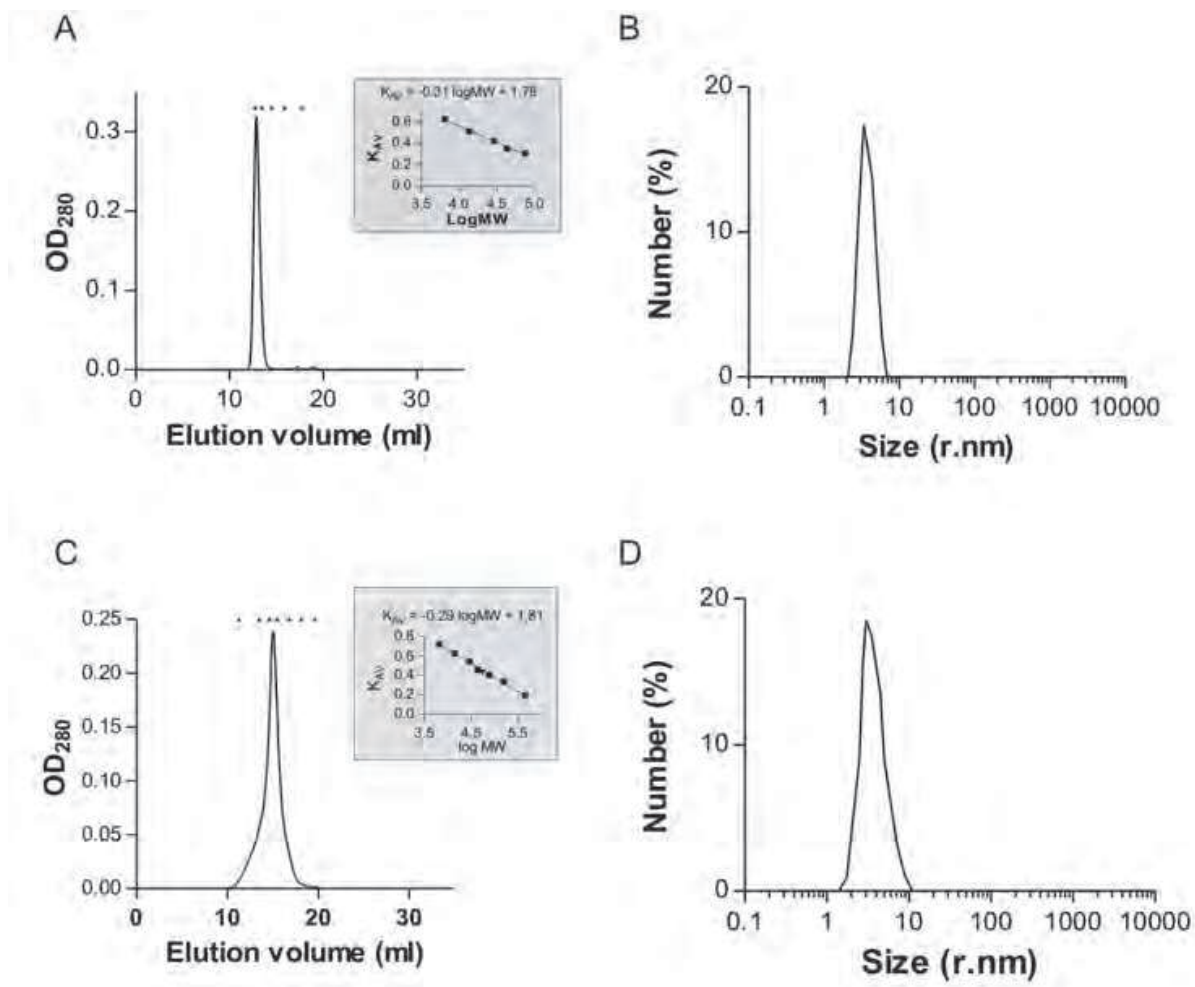 A
K_AV = -0.31 logMW + 1.78
K_AV
0.6
0.4
0.2
0.0
3.5 4.0 4.5 5.0
LogMW
OD280
0.3
0.2
0.1
0.0
0 10 20 30
Elution volume (ml)
B
Number (%)
20
10
0
0.1 1 10 100 1000 10000
Size (r.nm)
C
K_AV = -0.29 logMW + 1.81
K_AV
0.8
0.6
0.4
0.2
0.0
3.5 4.5 5.5
log MW
OD280
0.25
0.20
0.15
0.10
0.05
0.00
0 10 20 30
Elution volume (ml)
D
Number (%)
20
10
0
0.1 1 10 100 1000 10000
Size (r.nm)